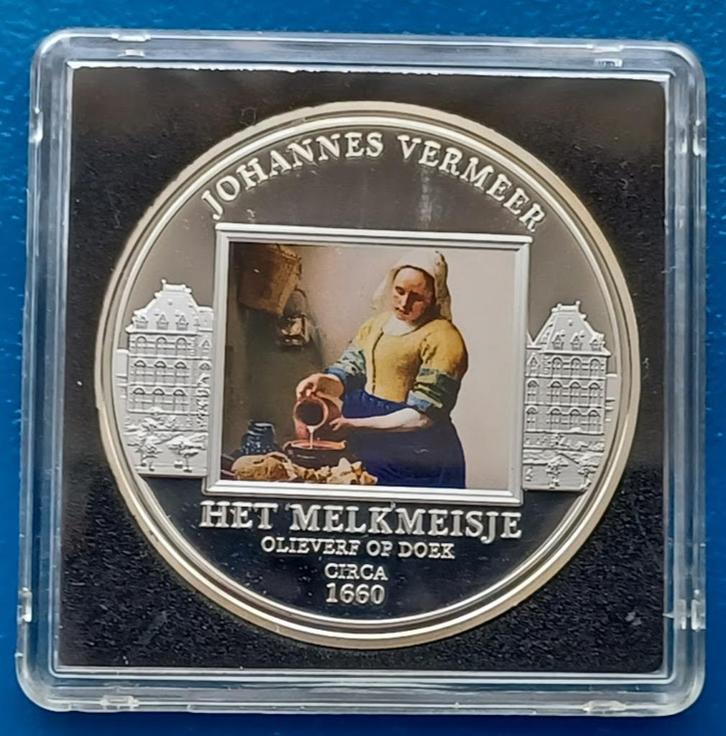 JOHANNES VERMEER
HET MELKMEISJE
OLIEVERF OP DOEK
CIRCA
1660